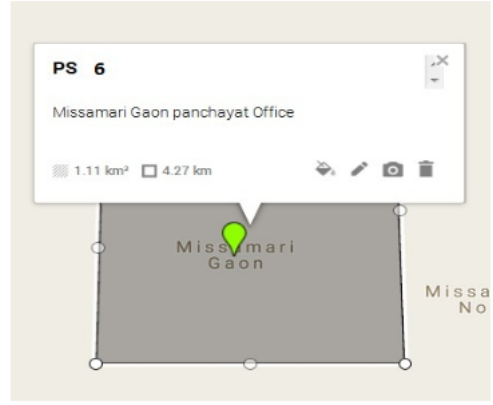 PS 6
Missamari Gaon panchayat Office
1.11 km² 4.27 km
Missamari
Gaon
Missa
No